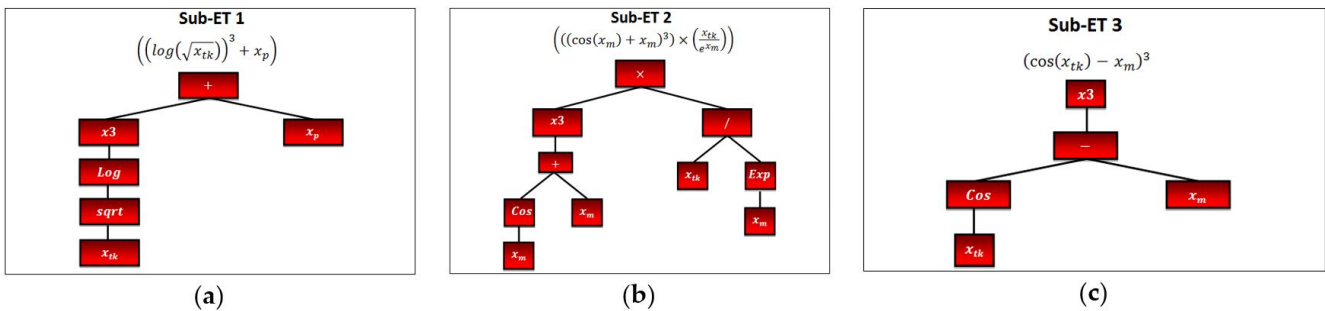 Sub-ET 1
((log(√x_tk))³ + x_p)
+
x3
x_p
Log
sqrt
x_tk
(a)
Sub-ET 2
(((cos(x_m) + x_m)³) × (x_tk/e^x_m))
×
x3
/
+
x_tk
Exp
Cos
x_m
x_m
x_m
(b)
Sub-ET 3
(cos(x_tk) − x_m)³
x3
−
Cos
x_m
x_tk
(c)